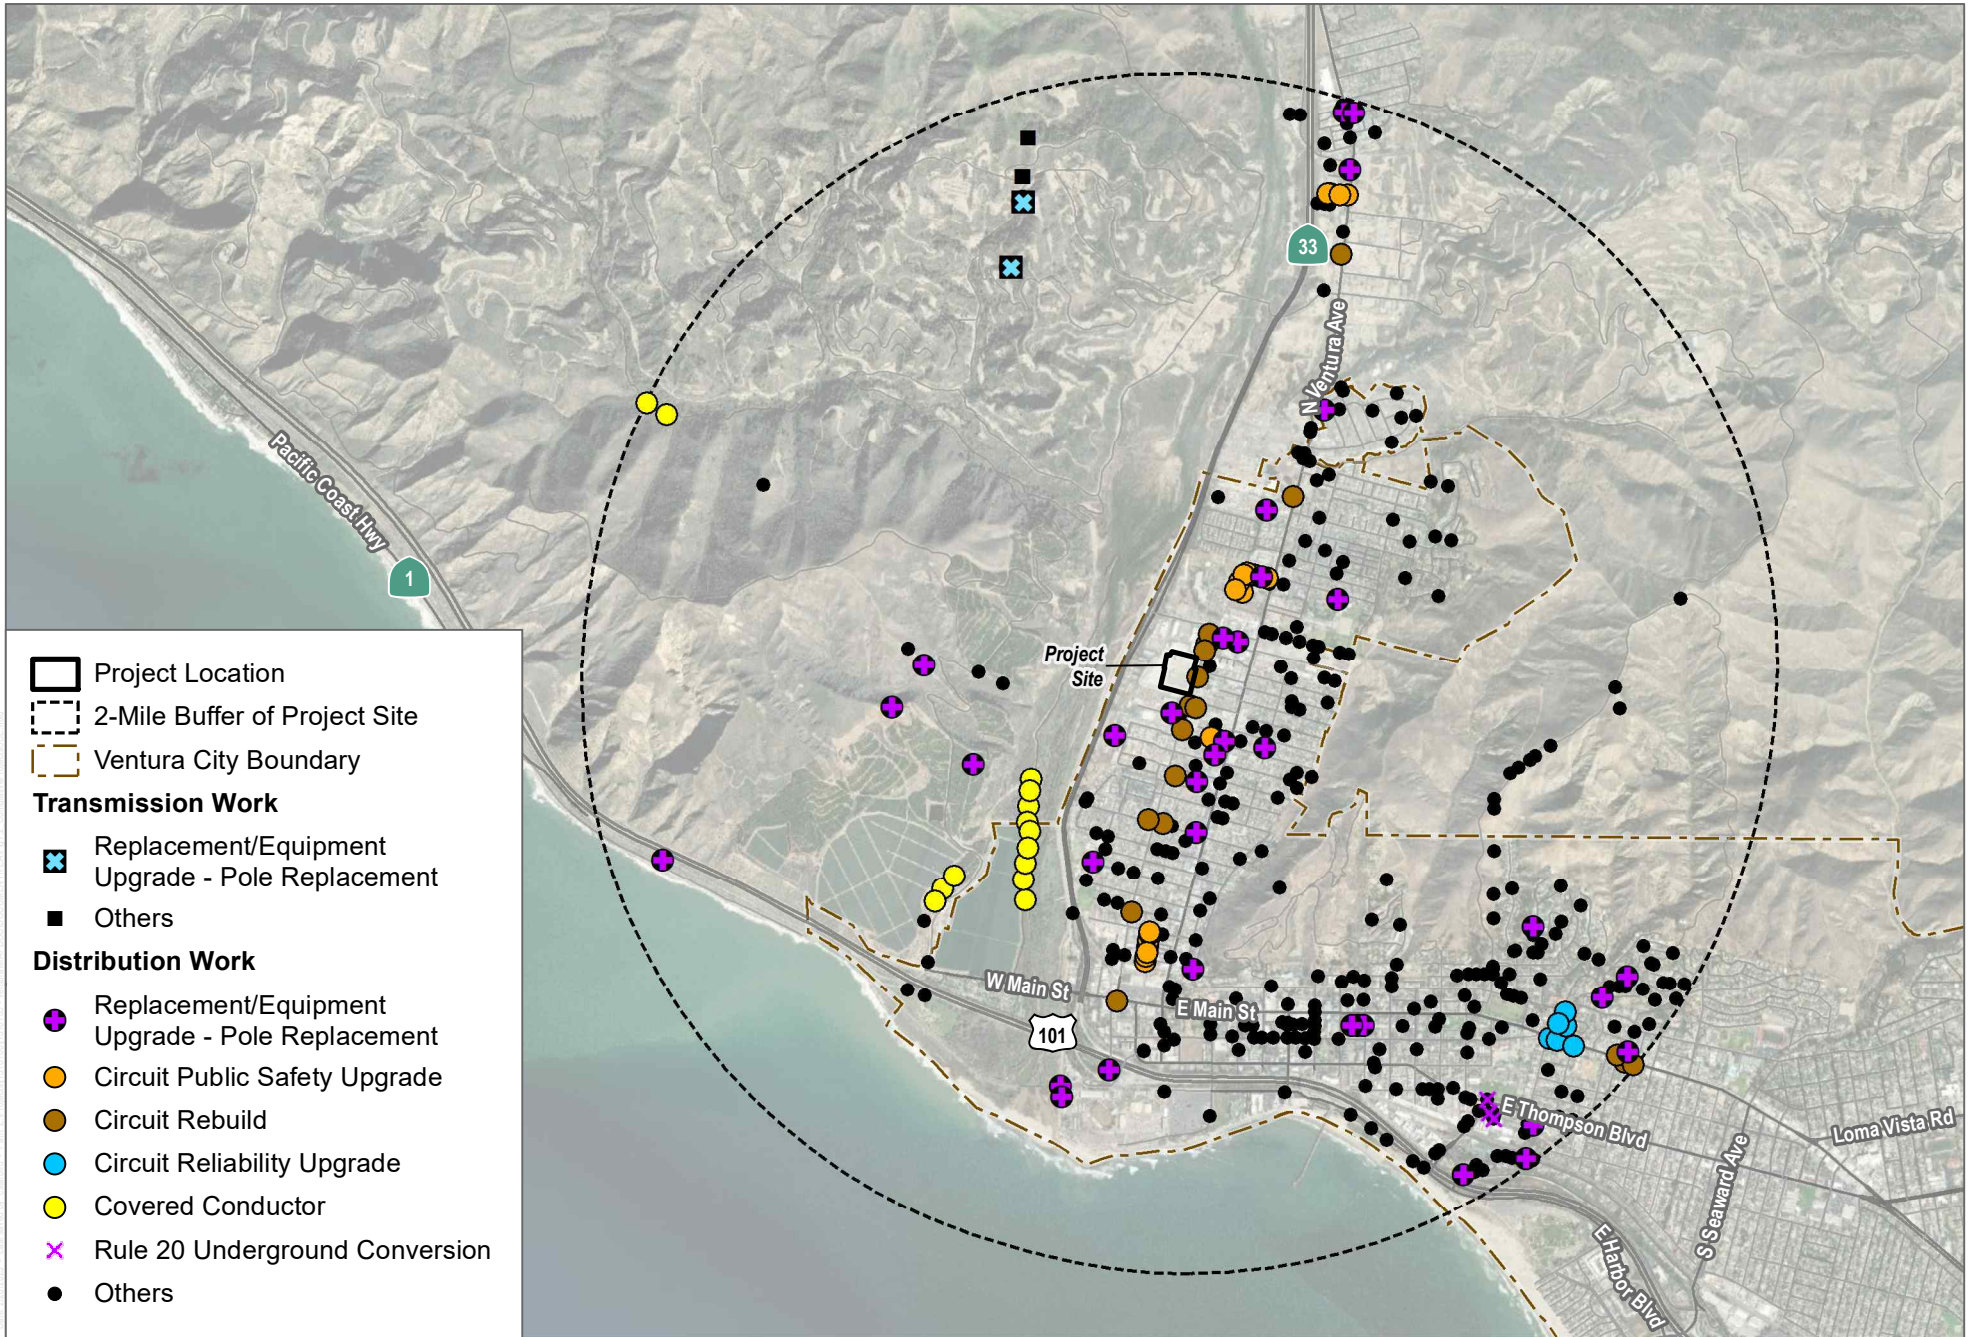 33
N Ventura Ave
Pacific Coast Hwy
1
Project
Site
W Main St
E Main St
101
E Thompson Blvd
Loma Vista Rd
S Seaward Ave
E Harbor Blvd
Project Location
2-Mile Buffer of Project Site
Ventura City Boundary
Transmission Work
Replacement/Equipment
Upgrade - Pole Replacement
Others
Distribution Work
Replacement/Equipment
Upgrade - Pole Replacement
Circuit Public Safety Upgrade
Circuit Rebuild
Circuit Reliability Upgrade
Covered Conductor
Rule 20 Underground Conversion
Others